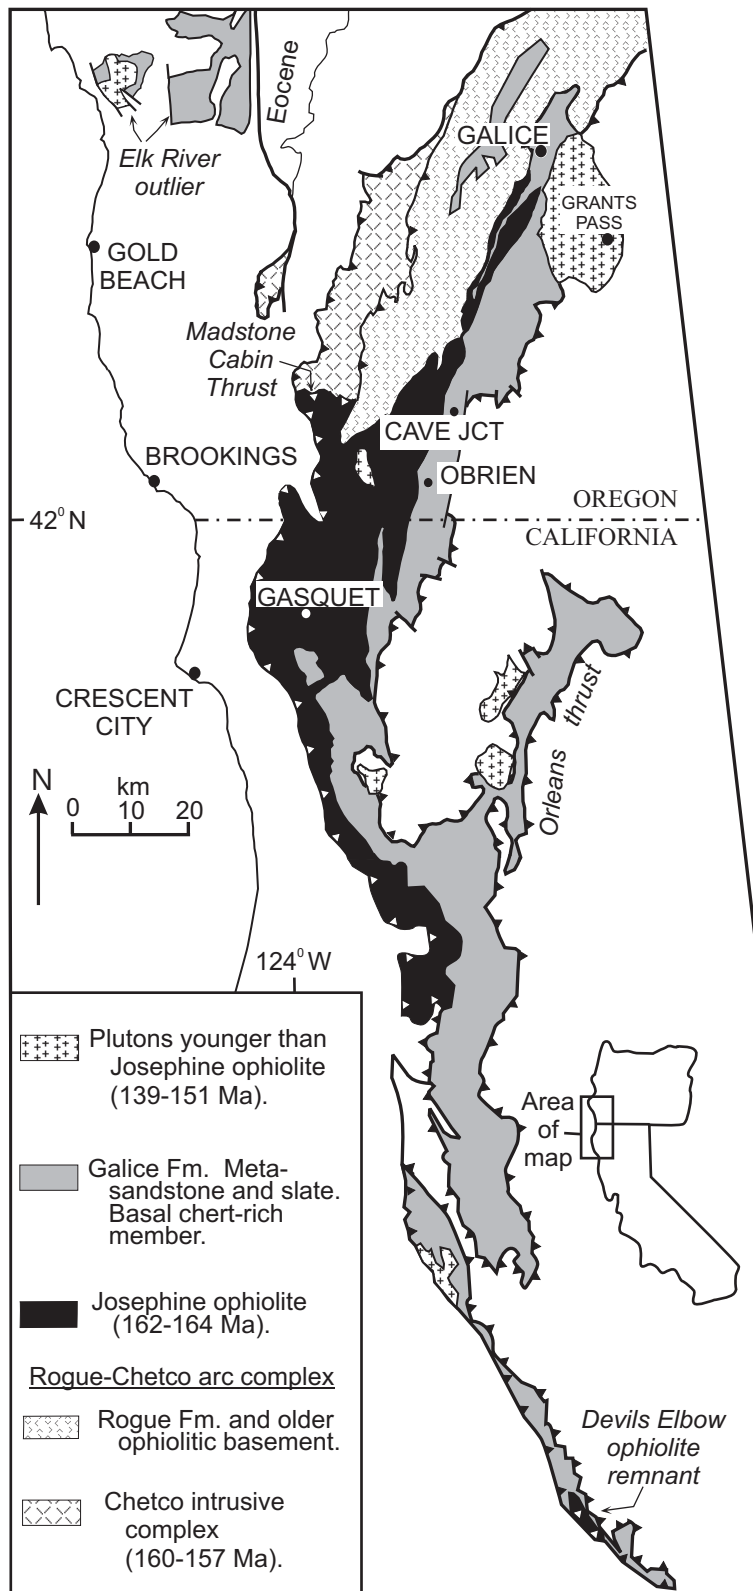 Eocene
Elk River
outlier
GALICE
GRANTS
PASS
GOLD
BEACH
Madstone
Cabin
Thrust
CAVE JCT
BROOKINGS
OBRIEN
OREGON
42⁰ N
CALIFORNIA
GASQUET
CRESCENT
CITY
Orleans thrust
N
km
0 10 20
124⁰ W
Plutons younger than
Josephine ophiolite
(139-151 Ma).
Galice Fm. Meta-
sandstone and slate.
Basal chert-rich
member.
Josephine ophiolite
(162-164 Ma).
Rogue-Chetco arc complex
Rogue Fm. and older
ophiolitic basement.
Chetco intrusive
complex
(160-157 Ma).
Area
of
map
Devils Elbow
ophiolite
remnant